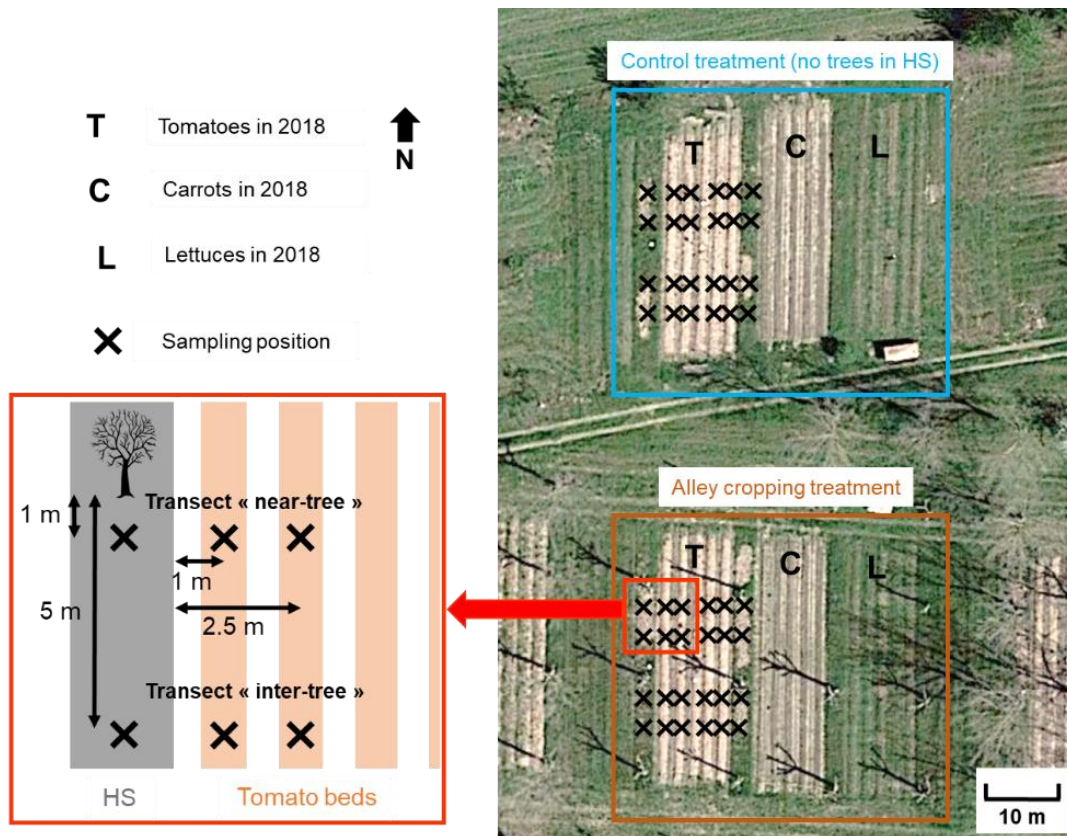 T Tomatoes in 2018
N
C Carrots in 2018
L Lettuces in 2018
Sampling position
Transect « near-tree »
1 m
1 m
5 m
2.5 m
Transect « inter-tree »
HS Tomato beds
Control treatment (no trees in HS)
T C L
Alley cropping treatment
T C L
10 m